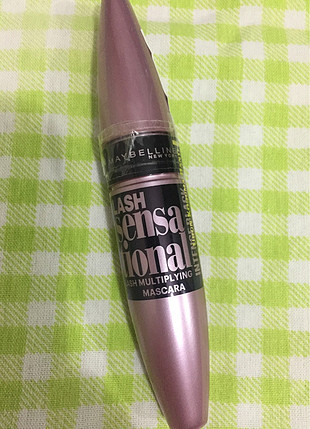 MAYBELLINE
NEW YORK
LASH
sensa
tional
LASH MULTIPLYING
MASCARA
INTENSE BLACK